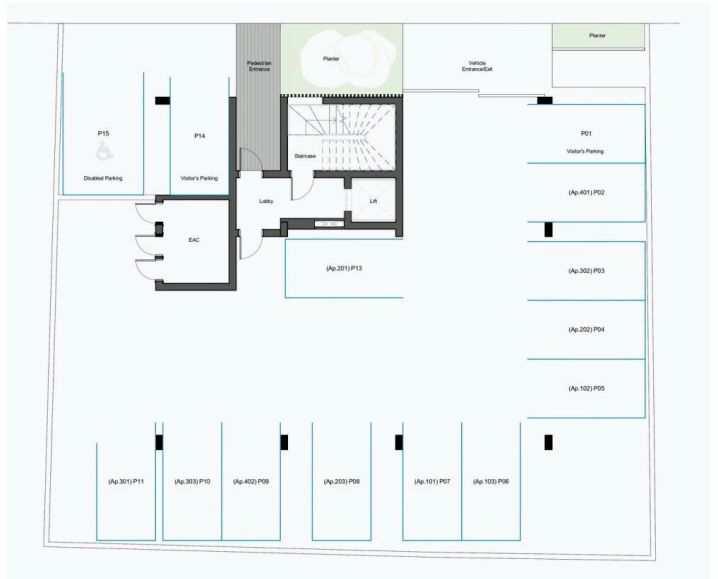 Planter
Pedestrian
Entrance
Planter
Vehicle
Entrance/Exit
P15
P14
P01
Disabled Parking
Visitor's Parking
Visitor's Parking
Staircase
(Ap.401) P02
Lobby
Lift
EAC
(Ap.201) P13
(Ap.302) P03
(Ap.202) P04
(Ap.102) P05
(Ap.301) P11
(Ap.303) P10
(Ap.402) P09
(Ap.203) P08
(Ap.101) P07
(Ap.103) P06